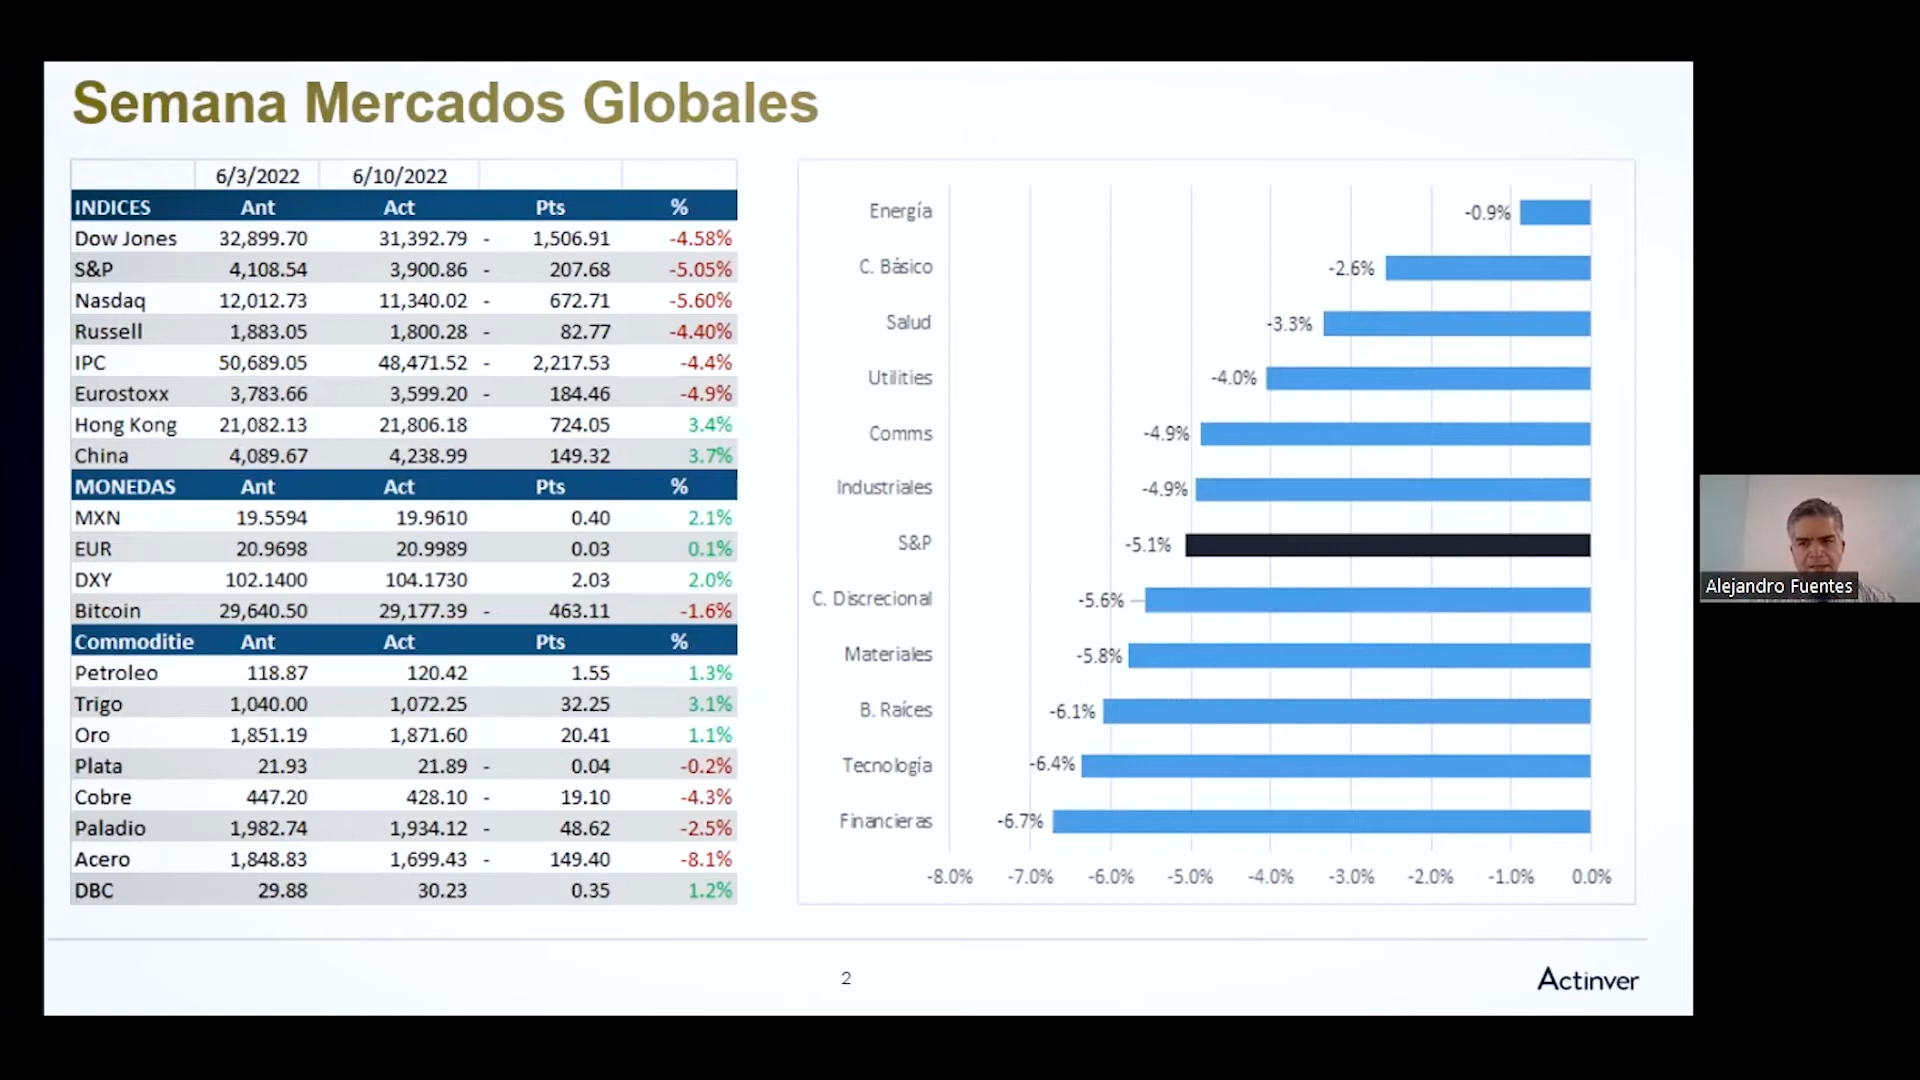 Semana Mercados Globales
6/3/2022 6/10/2022
INDICES Ant Act Pts %
Dow Jones 32,899.70 31,392.79 - 1,506.91 -4.58%
S&P 4,108.54 3,900.86 - 207.68 -5.05%
Nasdaq 12,012.73 11,340.02 - 672.71 -5.60%
Russell 1,883.05 1,800.28 - 82.77 -4.40%
IPC 50,689.05 48,471.52 - 2,217.53 -4.4%
Eurostoxx 3,783.66 3,599.20 - 184.46 -4.9%
Hong Kong 21,082.13 21,806.18 724.05 3.4%
China 4,089.67 4,238.99 149.32 3.7%
MONEDAS Ant Act Pts %
MXN 19.5594 19.9610 0.40 2.1%
EUR 20.9698 20.9989 0.03 0.1%
DXY 102.1400 104.1730 2.03 2.0%
Bitcoin 29,640.50 29,177.39 - 463.11 -1.6%
Commoditie Ant Act Pts %
Petroleo 118.87 120.42 1.55 1.3%
Trigo 1,040.00 1,072.25 32.25 3.1%
Oro 1,851.19 1,871.60 20.41 1.1%
Plata 21.93 21.89 - 0.04 -0.2%
Cobre 447.20 428.10 - 19.10 -4.3%
Paladio 1,982.74 1,934.12 - 48.62 -2.5%
Acero 1,848.83 1,699.43 - 149.40 -8.1%
DBC 29.88 30.23 0.35 1.2%
Energía -0.9%
C. Básico -2.6%
Salud -3.3%
Utilities -4.0%
Comms -4.9%
Industriales -4.9%
S&P -5.1%
C. Discrecional -5.6%
Materiales -5.8%
B. Raíces -6.1%
Tecnología -6.4%
Financieras -6.7%
-8.0% -7.0% -6.0% -5.0% -4.0% -3.0% -2.0% -1.0% 0.0%
2
Actinver
Alejandro Fuentes